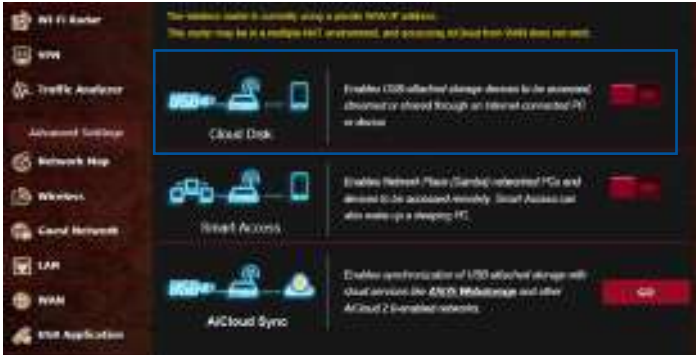 Wi-Fi Radar
VPN
Traffic Analyzer
Advanced Settings
Network Map
Wireless
Guest Network
LAN
WAN
USB Application
The wireless router is currently using a private WAN IP address.
This router may be in a multiple-NAT environment, and accessing AiCloud from WAN does not work.
USB
Cloud Disk
Enables USB-attached storage devices to be accessed,
streamed or shared through an Internet-connected PC
or device.
Smart Access
Enables Network Place (Samba) networked PCs and
devices to be accessed remotely. Smart Access can
also wake up a sleeping PC.
USB
AiCloud Sync
Enables synchronization of USB-attached storage with
cloud services like ASUS Webstorage and other
AiCloud 2.0-enabled networks.
GO